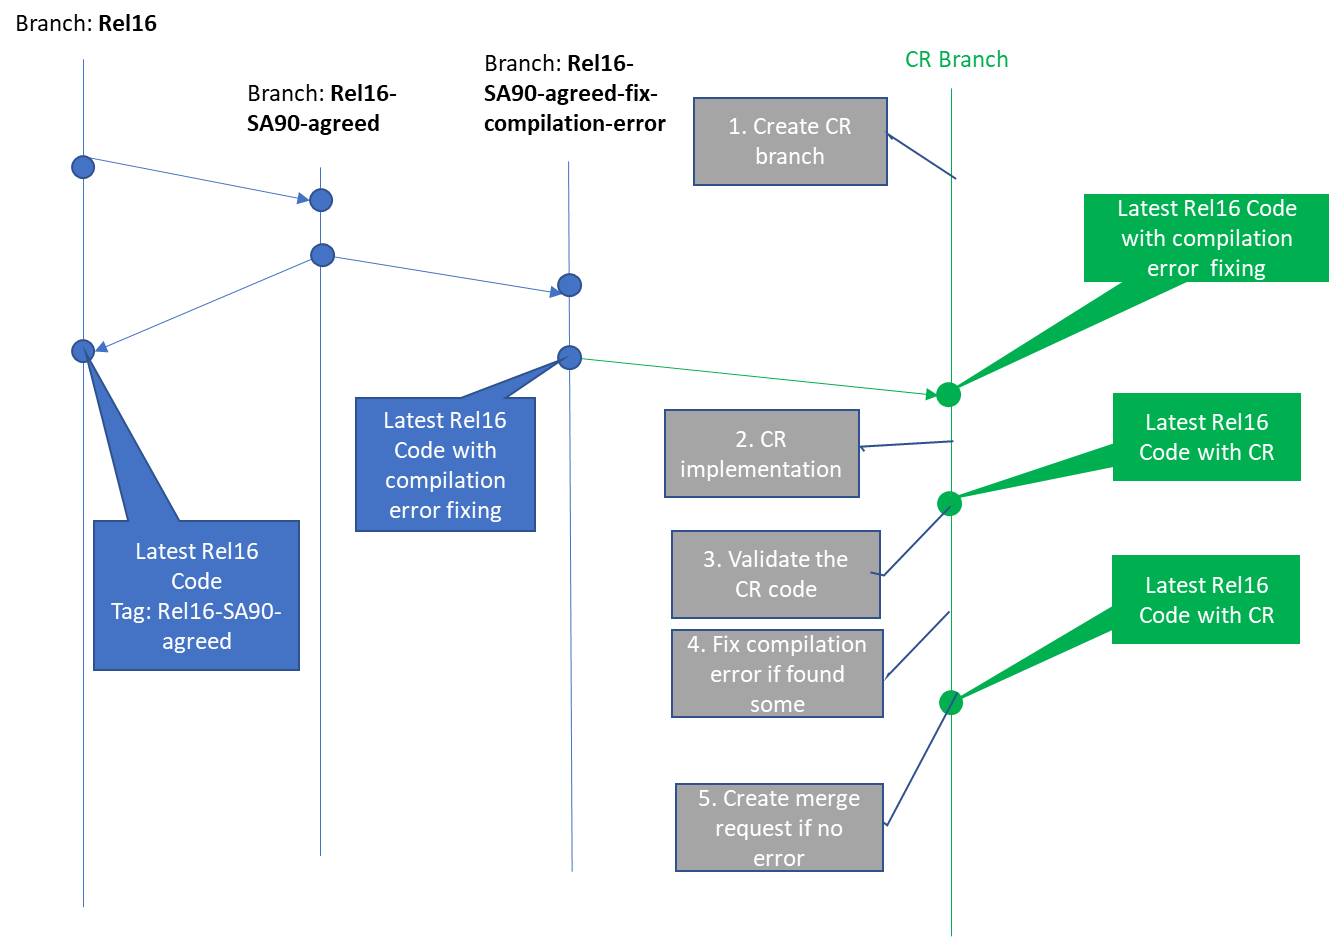 Branch: Rel16
Branch: Rel16-
SA90-agreed
Branch: Rel16-
SA90-agreed-fix-
compilation-error
CR Branch
1. Create CR
branch
Latest Rel16 Code
with compilation
error fixing
Latest Rel16
Code with
compilation
error fixing
2. CR
implementation
Latest Rel16
Code with CR
Latest Rel16
Code
Tag: Rel16-SA90-
agreed
3. Validate the
CR code
4. Fix compilation
error if found
some
Latest Rel16
Code with CR
5. Create merge
request if no
error